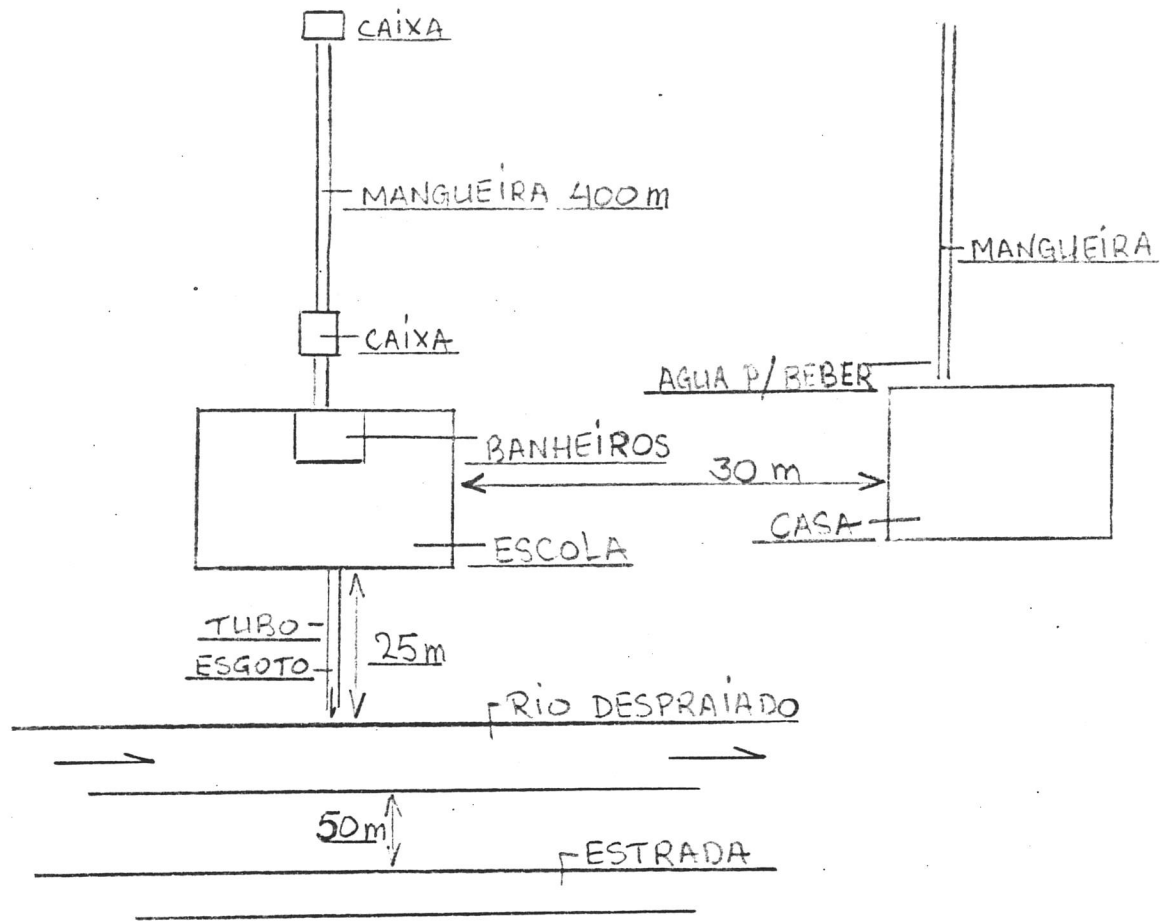 CAIXA
MANGUEIRA 400m
MANGUEIRA
CAIXA
AGUA P/ BEBER
BANHEIROS
30 m
CASA
ESCOLA
TUBO
ESGOTO
25m
RIO DESPRAIADO
50m
ESTRADA